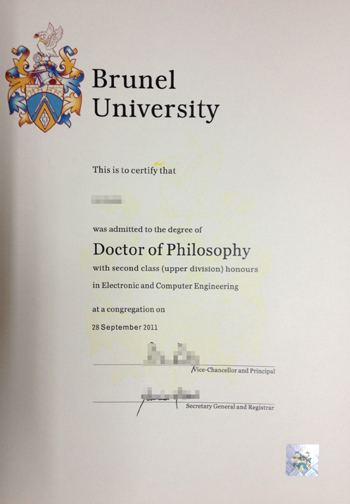 Brunel
University
This is to certify that
was admitted to the degree of
Doctor of Philosophy
with second class (upper division) honours
in Electronic and Computer Engineering
at a congregation on
28 September 2011
Vice-Chancellor and Principal
Secretary General and Registrar